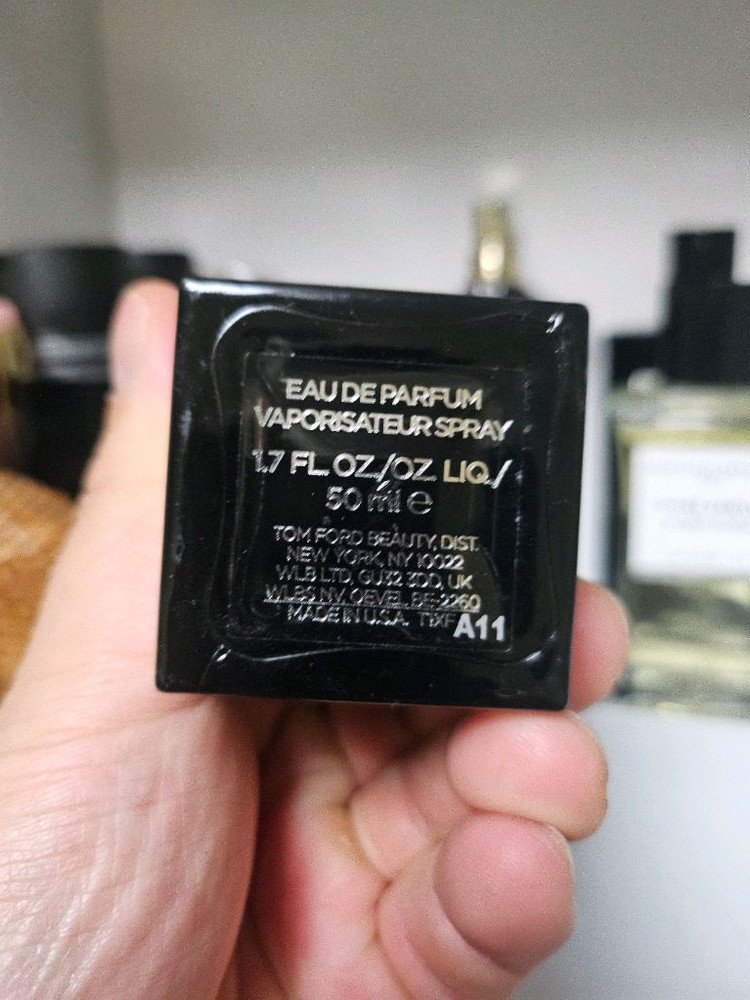 EAU DE PARFUM
VAPORISATEUR SPRAY
1.7 FL. OZ./OZ. LIQ./
50 ml ℮
TOM FORD BEAUTY, DIST.
NEW YORK, NY 10022
WLB LTD, GU32 3DD, UK
WLBS NV, OEVEL BE-2260
MADE IN U.S.A. T1XF A11